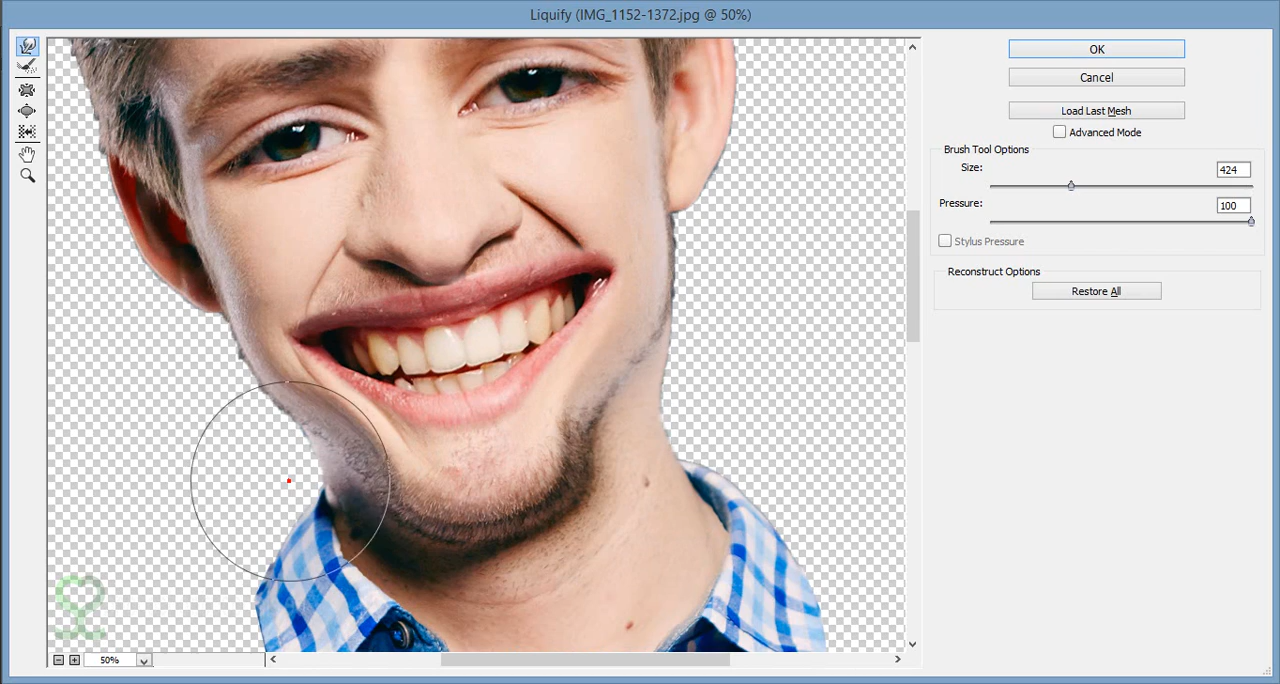 Liquify (IMG_1152-1372.jpg @ 50%)
OK
Cancel
Load Last Mesh
Advanced Mode
Brush Tool Options
Size:
424
Pressure:
100
Stylus Pressure
Reconstruct Options
Restore All
50%